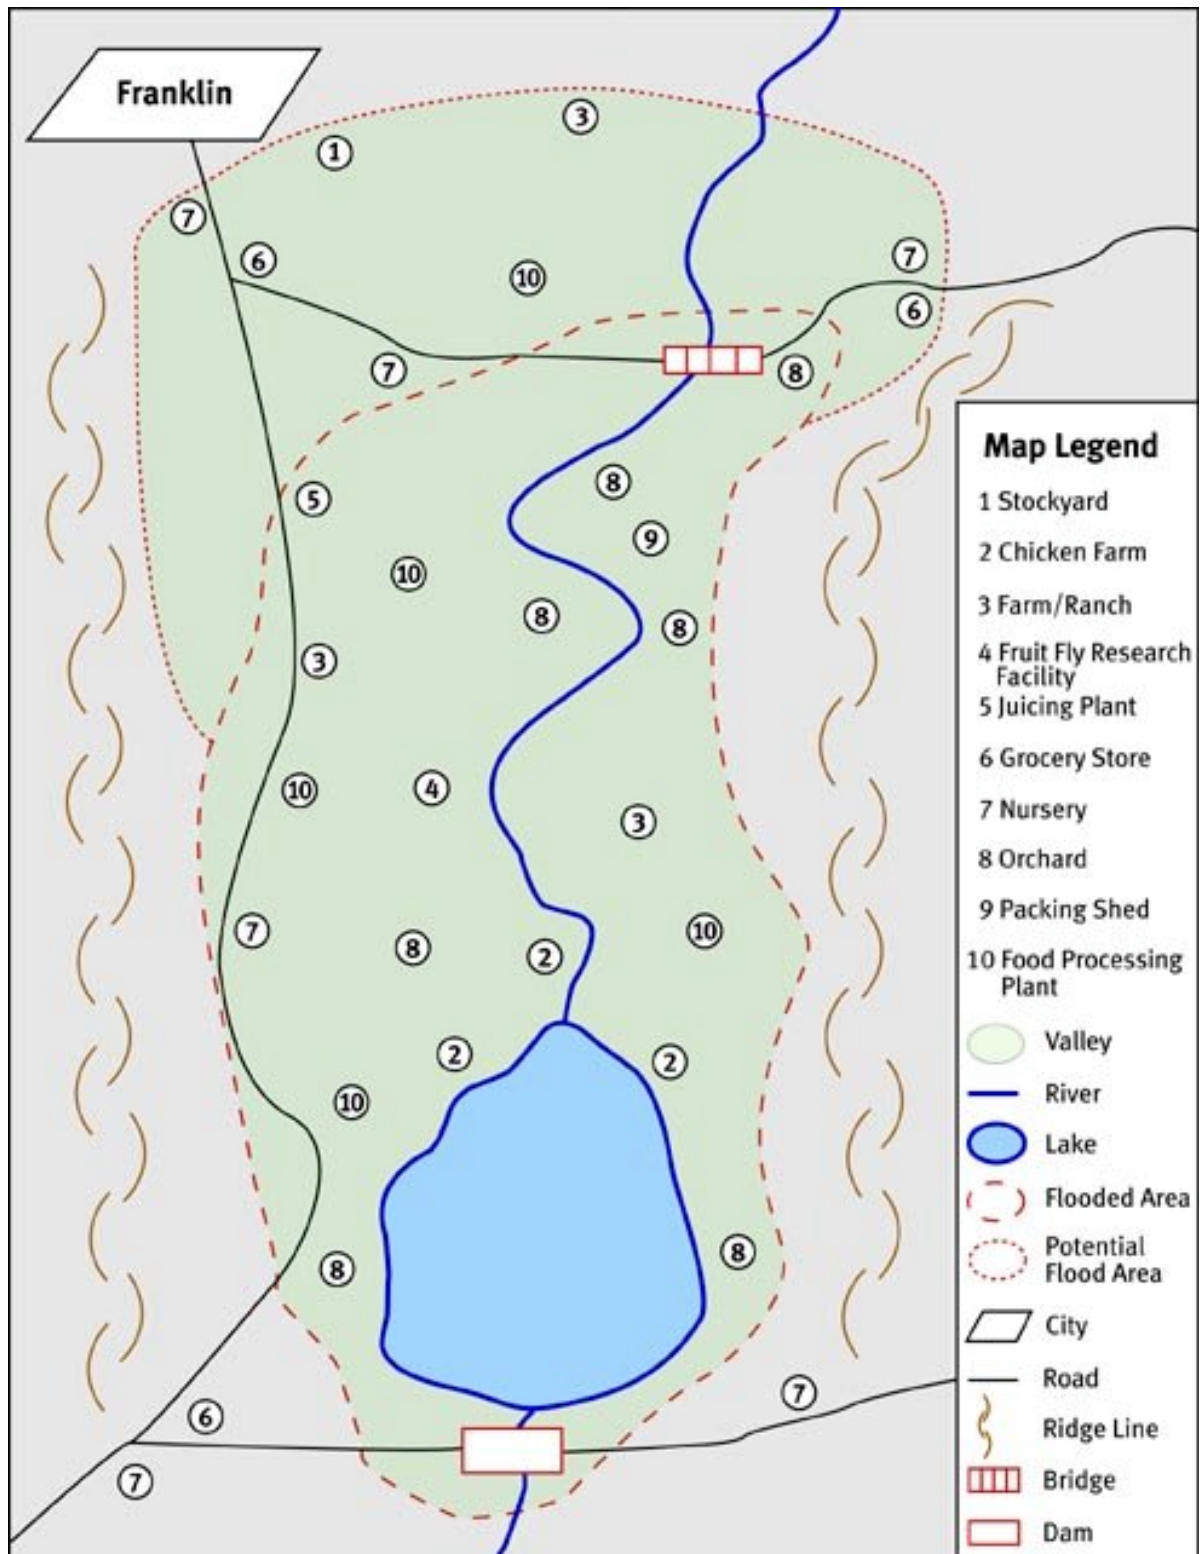 Franklin
3
1
7
6
7
10
6
7
8
8
5
9
10
8
8
3
10
4
3
7
8
2
10
2
2
10
8
8
7
6
7
Map Legend
1 Stockyard
2 Chicken Farm
3 Farm/Ranch
4 Fruit Fly Research
Facility
5 Juicing Plant
6 Grocery Store
7 Nursery
8 Orchard
9 Packing Shed
10 Food Processing
Plant
Valley
River
Lake
Flooded Area
Potential
Flood Area
City
Road
Ridge Line
Bridge
Dam